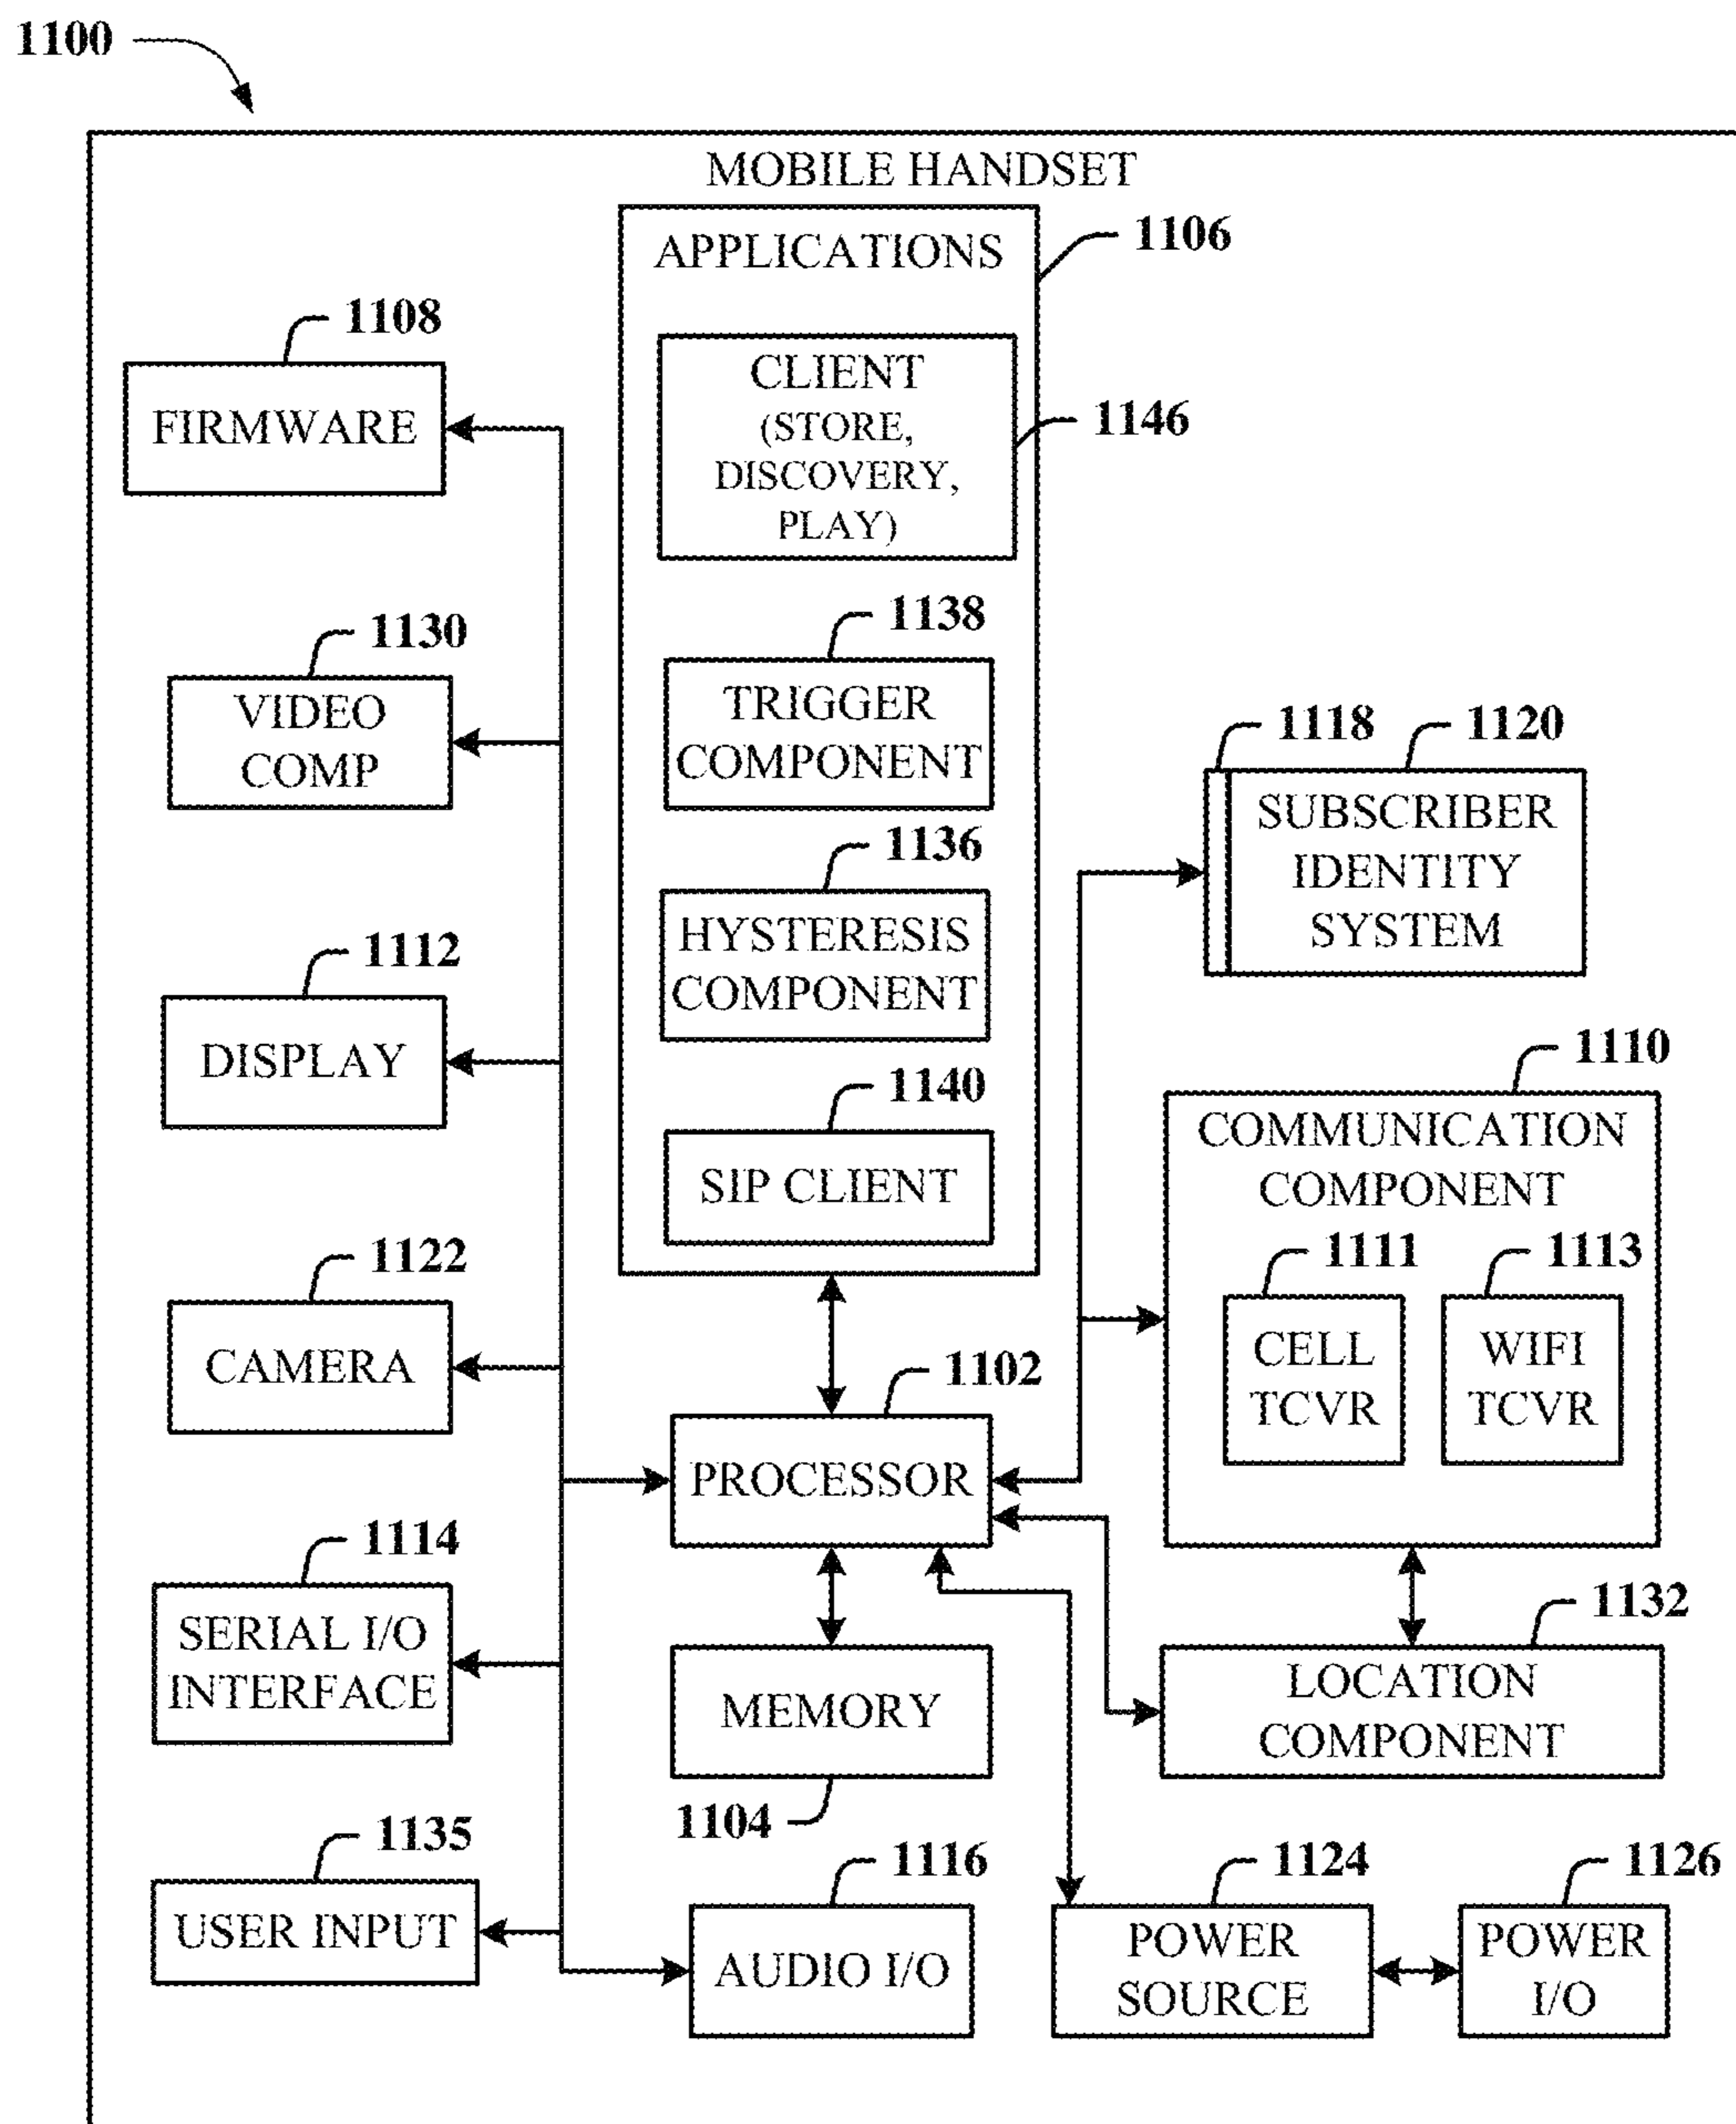 1100
MOBILE HANDSET
APPLICATIONS
1106
CLIENT
(STORE,
DISCOVERY,
PLAY)
1146
1138
TRIGGER
COMPONENT
1136
HYSTERESIS
COMPONENT
1140
SIP CLIENT
1108
FIRMWARE
1130
VIDEO
COMP
1112
DISPLAY
1122
CAMERA
1114
SERIAL I/O
INTERFACE
1135
USER INPUT
1102
PROCESSOR
MEMORY
1104
1116
AUDIO I/O
1118
1120
SUBSCRIBER
IDENTITY
SYSTEM
1110
COMMUNICATION
COMPONENT
1111
CELL
TCVR
1113
WIFI
TCVR
1132
LOCATION
COMPONENT
1124
POWER
SOURCE
1126
POWER
I/O